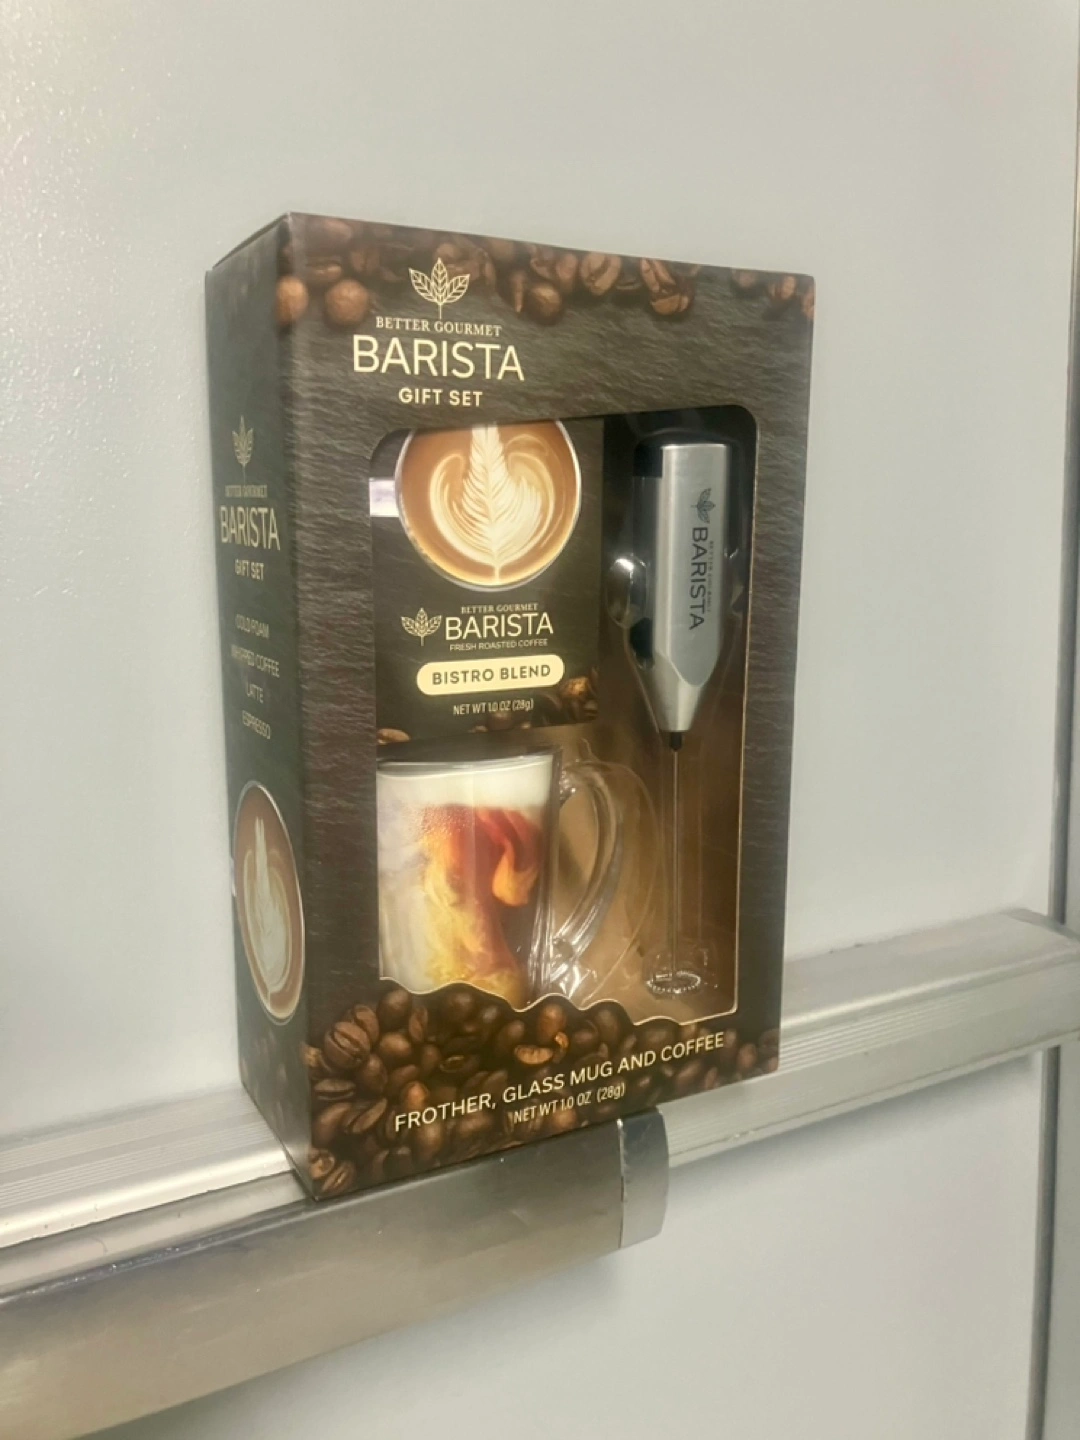 BETTER GOURMET
BARISTA
GIFT SET
BETTER GOURMET
BARISTA
GIFT SET
COLD FOAM
WHIPPED COFFEE
LATTE
ESPRESSO
BETTER GOURMET
BARISTA
FRESH ROASTED COFFEE
BISTRO BLEND
NET WT 1.0 OZ (28g)
BETTER GOURMET
BARISTA
FROTHER, GLASS MUG AND COFFEE
NET WT 1.0 OZ (28g)